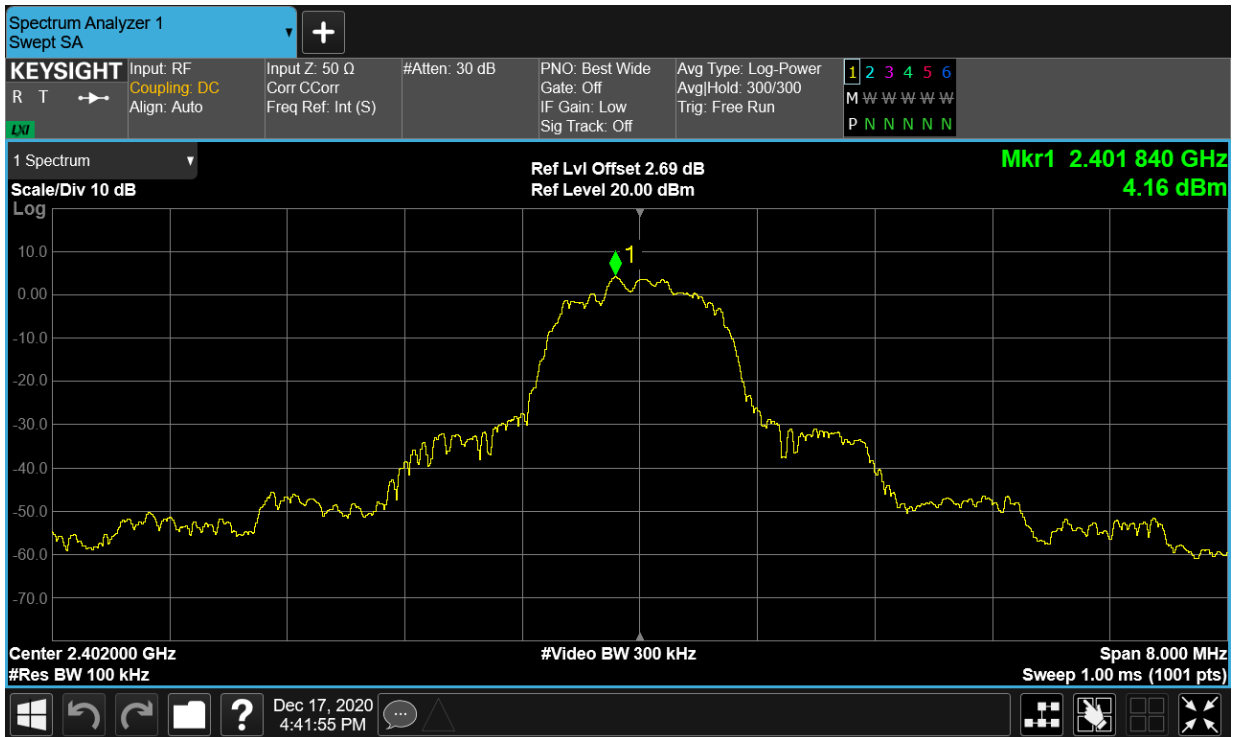 Spectrum Analyzer 1
Swept SA
KEYSIGHT
R T
LXI
Input: RF
Coupling: DC
Align: Auto
Input Z: 50 Ω
Corr CCorr
Freq Ref: Int (S)
#Atten: 30 dB
PNO: Best Wide
Gate: Off
IF Gain: Low
Sig Track: Off
Avg Type: Log-Power
Avg|Hold: 300/300
Trig: Free Run
1 2 3 4 5 6
M W W W W W
P N N N N N
1 Spectrum
Scale/Div 10 dB
Log
Ref Lvl Offset 2.69 dB
Ref Level 20.00 dBm
Mkr1 2.401 840 GHz
4.16 dBm
1
10.0
0.00
-10.0
-20.0
-30.0
-40.0
-50.0
-60.0
-70.0
Center 2.402000 GHz
#Res BW 100 kHz
#Video BW 300 kHz
Span 8.000 MHz
Sweep 1.00 ms (1001 pts)
?
Dec 17, 2020
4:41:55 PM